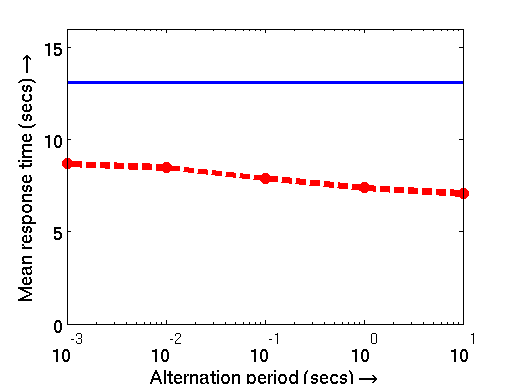 Mean response time (secs) →
15
10
5
0
10^-3 10^-2 10^-1 10^0 10^1
Alternation period (secs) →